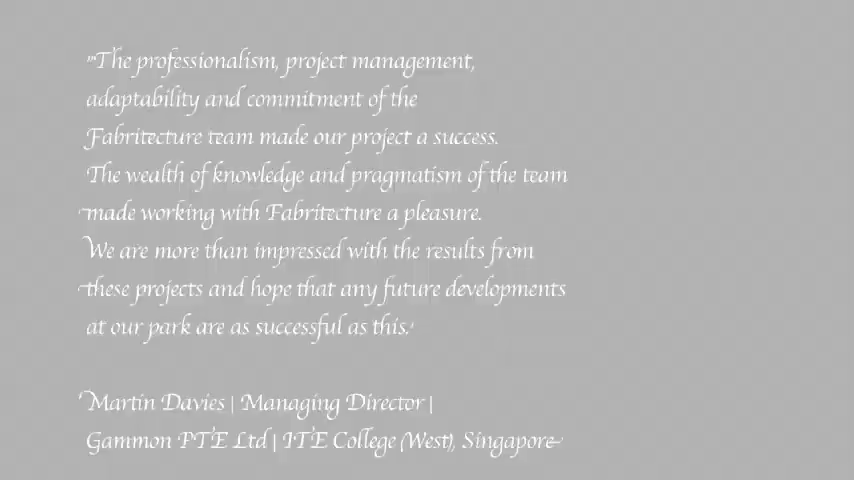 "The professionalism, project management,
adaptability and commitment of the
Fabritecture team made our project a success.
The wealth of knowledge and pragmatism of the team
made working with Fabritecture a pleasure.
We are more than impressed with the results from
these projects and hope that any future developments
at our park are as successful as this.'
Martin Davies | Managing Director |
Gammon PTE Ltd | ITE College (West), Singapore